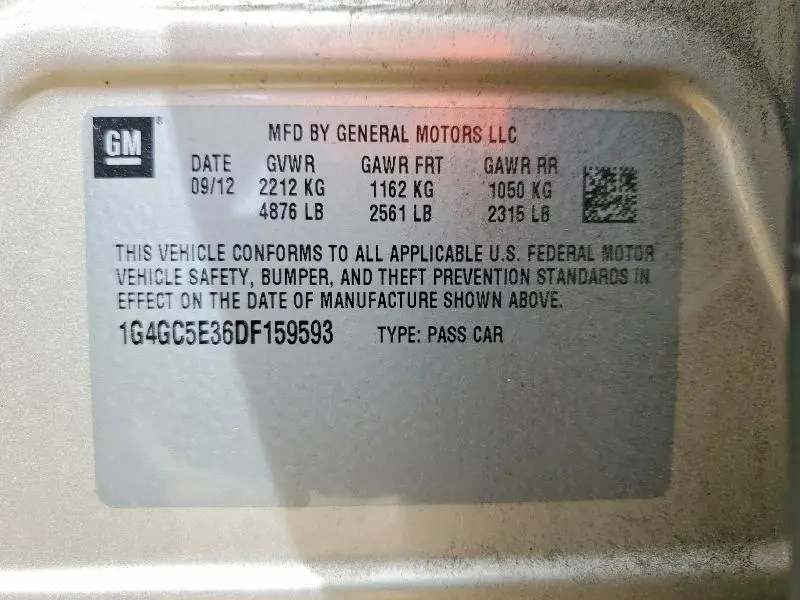 GM®
MFD BY GENERAL MOTORS LLC
DATE GVWR GAWR FRT GAWR RR
09/12 2212 KG 1162 KG 1050 KG
4876 LB 2561 LB 2315 LB
THIS VEHICLE CONFORMS TO ALL APPLICABLE U.S. FEDERAL MOTOR
VEHICLE SAFETY, BUMPER, AND THEFT PREVENTION STANDARDS IN
EFFECT ON THE DATE OF MANUFACTURE SHOWN ABOVE.
1G4GC5E36DF159593 TYPE: PASS CAR